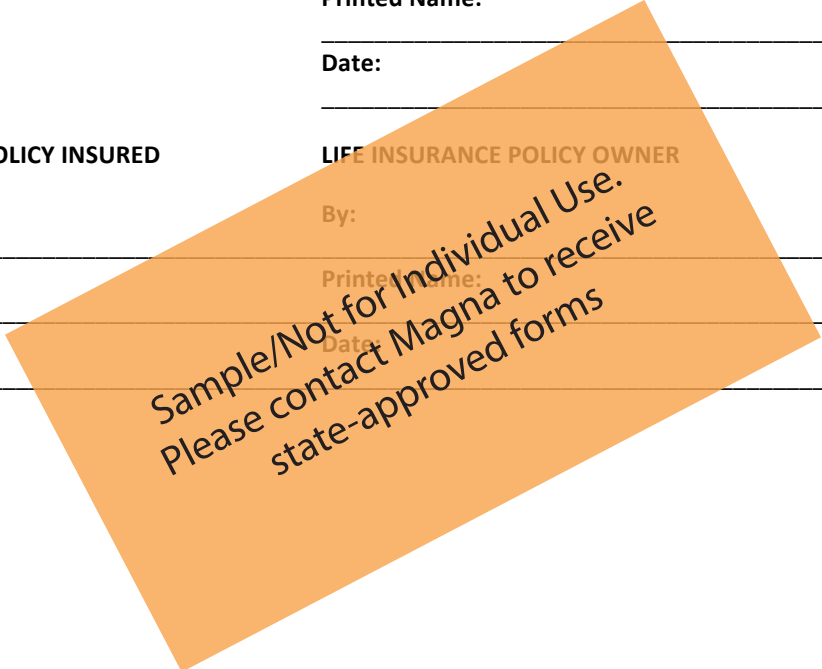 Printed Name:
Date:
OLICY INSURED
LIFE INSURANCE POLICY OWNER
By:
Printed Name:
Date:
Sample/Not for Individual Use.
Please contact Magna to receive
state-approved forms